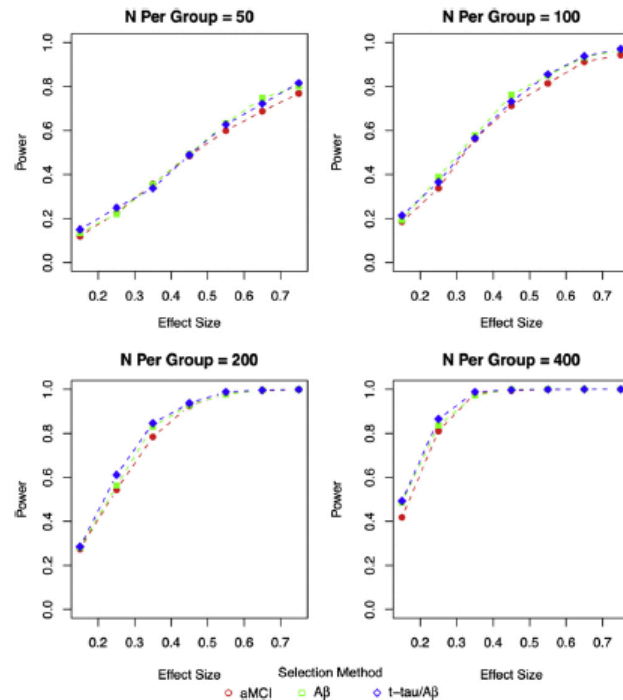 N Per Group = 50
N Per Group = 100
Power
0.0 0.2 0.4 0.6 0.8 1.0
0.2 0.3 0.4 0.5 0.6 0.7
Effect Size
Power
0.0 0.2 0.4 0.6 0.8 1.0
0.2 0.3 0.4 0.5 0.6 0.7
Effect Size
N Per Group = 200
N Per Group = 400
Power
0.0 0.2 0.4 0.6 0.8 1.0
0.2 0.3 0.4 0.5 0.6 0.7
Effect Size
Power
0.0 0.2 0.4 0.6 0.8 1.0
0.2 0.3 0.4 0.5 0.6 0.7
Effect Size
Selection Method
aMCI Aβ t-tau/Aβ